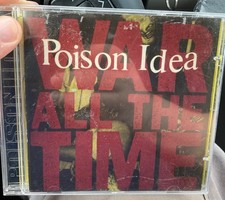 Poison Idea
WAR
ALL THE
TIME